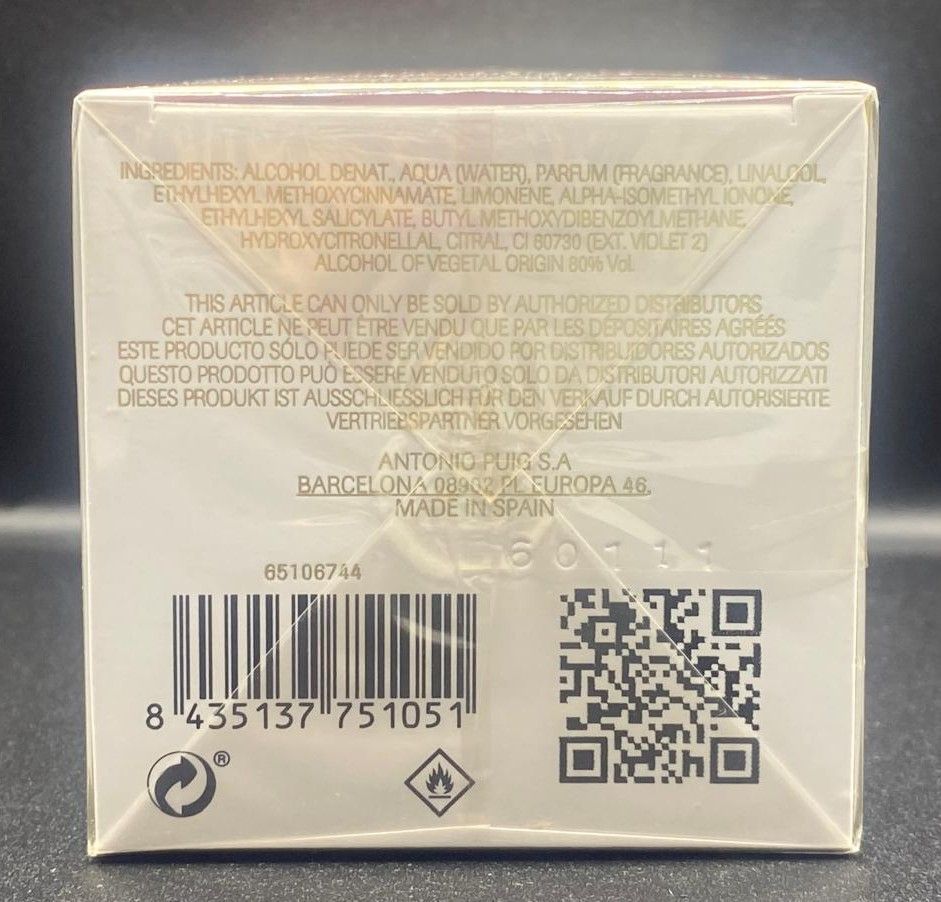 INGREDIENTS: ALCOHOL DENAT., AQUA (WATER), PARFUM (FRAGRANCE), LINALOOL,
ETHYLHEXYL METHOXYCINNAMATE, LIMONENE, ALPHA-ISOMETHYL IONONE,
ETHYLHEXYL SALICYLATE, BUTYL METHOXYDIBENZOYLMETHANE,
HYDROXYCITRONELLAL, CITRAL, CI 60730 (EXT. VIOLET 2)
ALCOHOL OF VEGETAL ORIGIN 80% Vol.
THIS ARTICLE CAN ONLY BE SOLD BY AUTHORIZED DISTRIBUTORS
CET ARTICLE NE PEUT ÊTRE VENDU QUE PAR LES DÉPOSITAIRES AGRÉÉS
ESTE PRODUCTO SÓLO PUEDE SER VENDIDO POR DISTRIBUIDORES AUTORIZADOS
QUESTO PRODOTTO PUÒ ESSERE VENDUTO SOLO DA DISTRIBUTORI AUTORIZZATI
DIESES PRODUKT IST AUSSCHLIESSLICH FÜR DEN VERKAUF DURCH AUTORISIERTE
VERTRIEBSPARTNER VORGESEHEN
ANTONIO PUIG S.A
BARCELONA 08902 PL EUROPA 46.
MADE IN SPAIN
60111
65106744
8 435137 751051
®